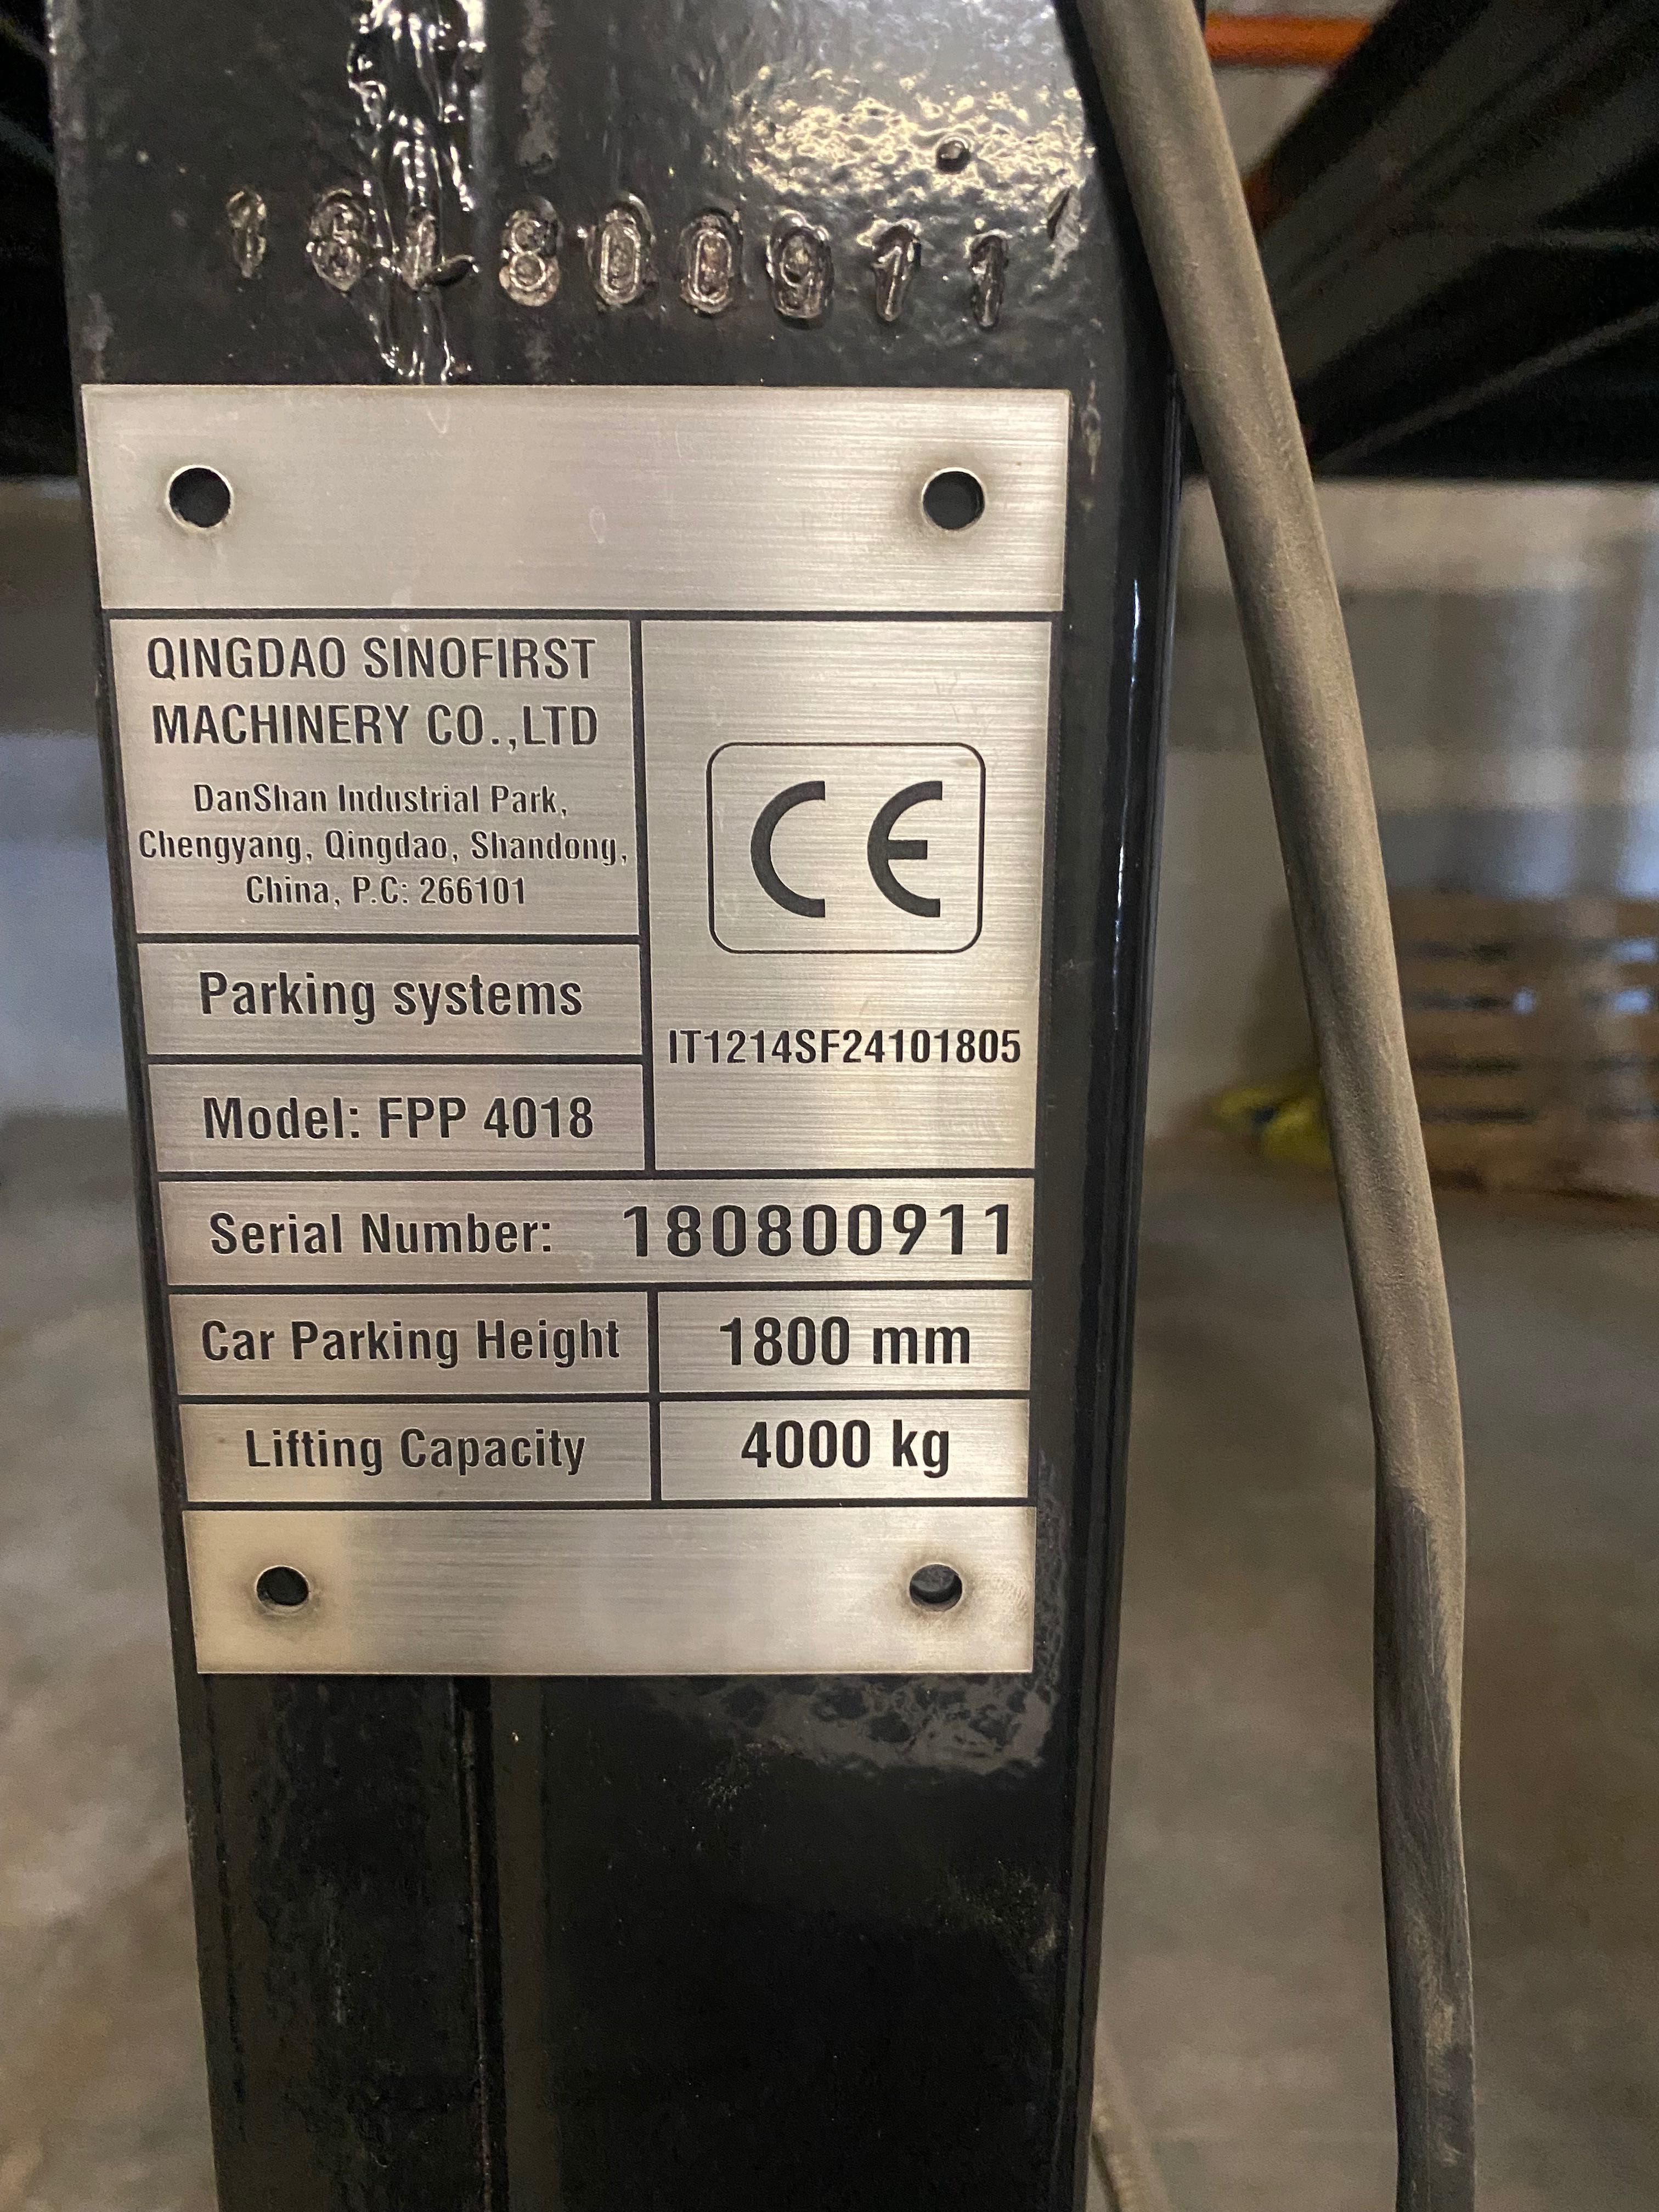 181800911
QINGDAO SINOFIRST
MACHINERY CO.,LTD
DanShan Industrial Park,
Chengyang, Qingdao, Shandong,
China, P.C: 266101
CE
IT1214SF24101805
Parking systems
Model: FPP 4018
Serial Number: 180800911
Car Parking Height 1800 mm
Lifting Capacity 4000 kg